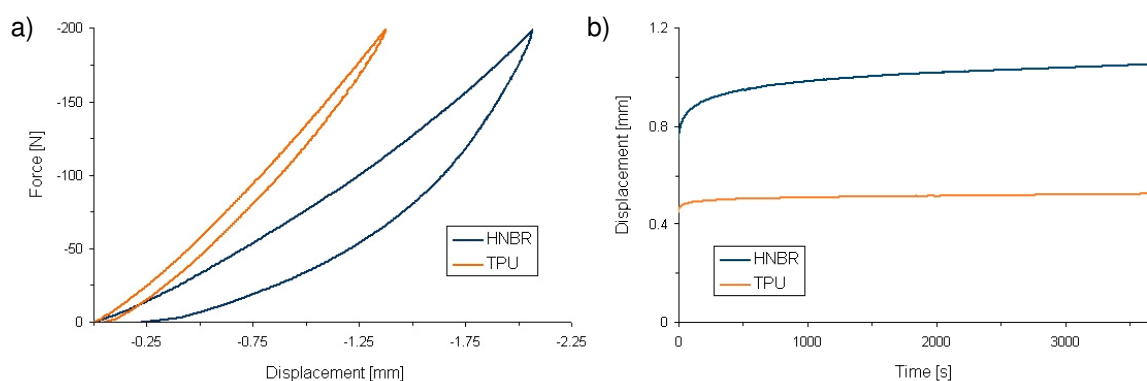 a)
-200
-150
-100
-50
0
Force [N]
-0.25 -0.75 -1.25 -1.75 -2.25
Displacement [mm]
HNBR
TPU
b)
1.2
0.8
0.4
0
Displacement [mm]
0 1000 2000 3000
Time [s]
HNBR
TPU